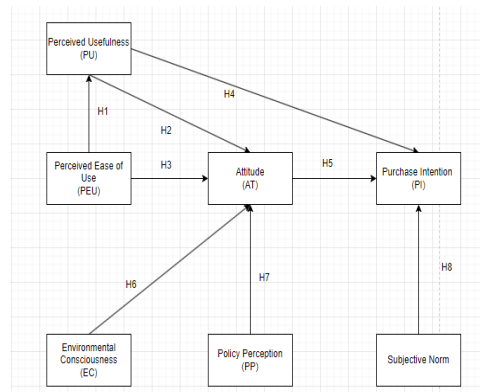 Perceived Usefulness
(PU)
H4
H1
H2
Perceived Ease of
Use
(PEU)
H3
Attitude
(AT)
H5
Purchase Intention
(PI)
H6
H7
H8
Environmental
Consciousness
(EC)
Policy Perception
(PP)
Subjective Norm